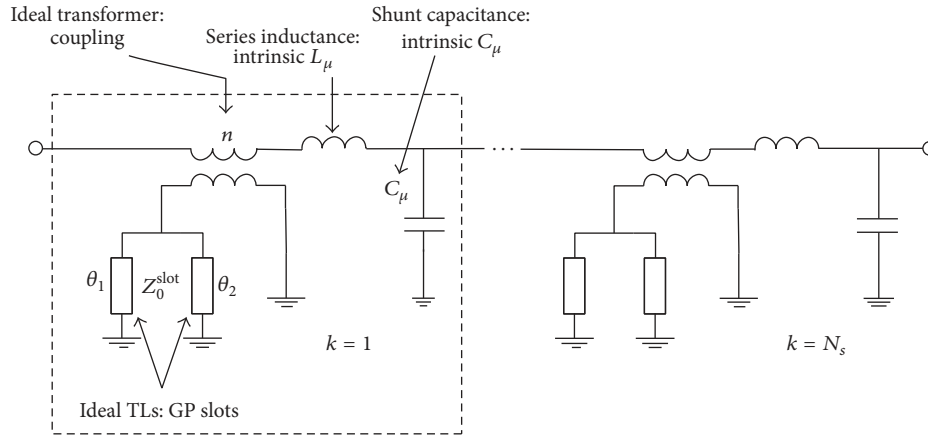 Ideal transformer:
coupling
Series inductance:
intrinsic L_μ
Shunt capacitance:
intrinsic C_μ
n
...
C_μ
θ_1
Z_0^slot
θ_2
k = 1
k = N_s
Ideal TLs: GP slots